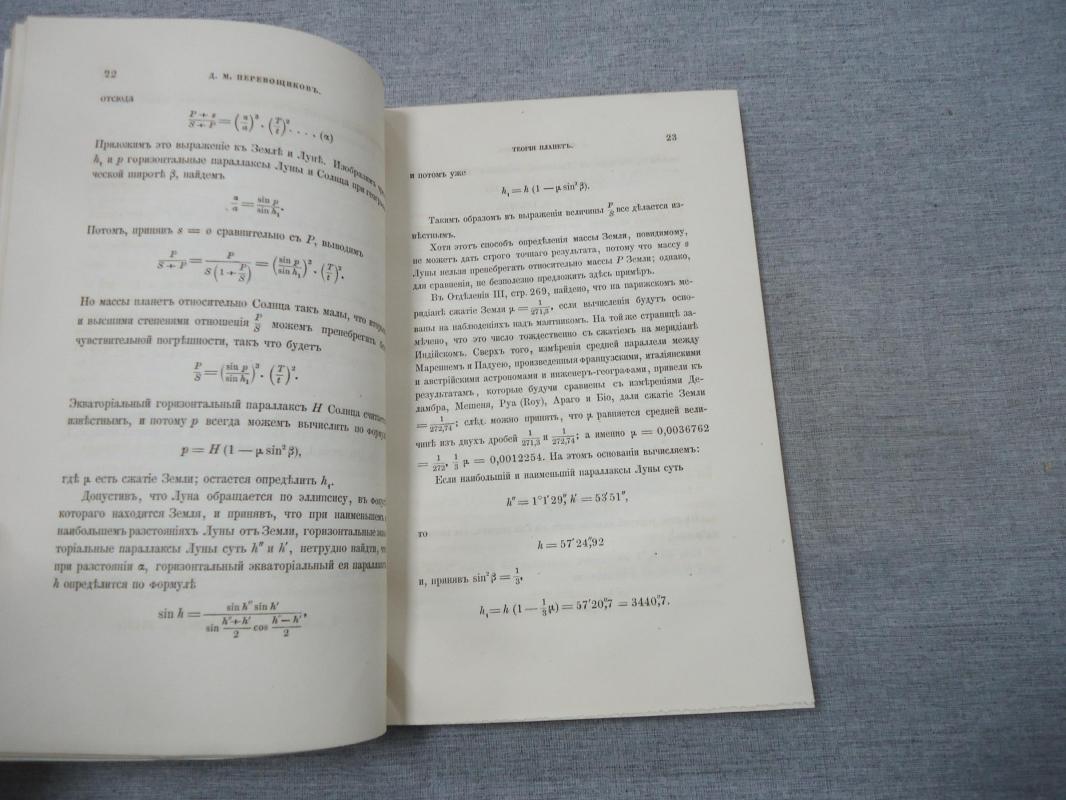 22
Д. М. ПЕРЕВОЩИКОВЪ.
отсюда
P + s / S + P = (a/α)³ . (T/t)² . . . . (α)
Приложимъ это выраженіе къ Землѣ и Лунѣ. Изобразимъ
h₁ и p горизонтальные параллаксы Луны и Солнца при
ческой широтѣ β, найдемъ
= sin p / sin h₁.
Потомъ, принявъ s = o сравнительно съ P, выводимъ
P / S + P = P / S (1 + P/S) = (sin p / sin h₁)³ . (T/t)².
Но массы планетъ относительно Солнца такъ малы, что
и высшими степенями отношенія P/S можемъ пренебрегать
чувствительной погрѣшности, такъ что будетъ
P/S = (sin p / sin h₁)³ . (T/t)².
Экваторіальный горизонтальный параллаксъ H Солнца
извѣстнымъ, и потому p всегда можемъ вычислить по
p = H (1 — μ sin² β),
гдѣ μ есть сжатіе Земли; остается опредѣлить h₁.
Допустивъ, что Луна обращается по эллипсису, въ
котораго находится Земля, и принявъ, что при наименьшемъ
наибольшемъ разстояніяхъ Луны отъ Земли, горизонтальные
торіальные параллаксы Луны суть h″ и h′, нетрудно найдти,
при разстояніи α, горизонтальный экваторіальный ея
h опредѣлится по формулѣ
sin h = sin h″ sin h′ / sin h″ + h′ / 2 cos h″ — h′ / 2 ,
ТЕОРІЯ ПЛАНЕТЪ.
23
и потомъ уже
h₁ = h (1 — μ sin² β).
Такимъ образомъ въ выраженіи величины P/S все дѣлается из-
вѣстнымъ.
Хотя этотъ способъ опредѣленія массы Земли, повидимому,
не можетъ дать строго точнаго результата, потому что массу s
Луны нельзя пренебрегать относительно массы P Земли; однако,
для сравненія, не безполезно предложить здѣсь примѣръ.
Въ Отдѣленіи III, стр. 269, найдено, что на парижскомъ ме-
ридіанѣ сжатіе Земли μ = 1/271,3, если вычисленія будутъ осно-
ваны на наблюденіяхъ надъ маятникомъ. На той же страницѣ за-
мѣчено, что это число тождественно съ сжатіемъ на меридіанѣ
Индійскомъ. Сверхъ того, измѣренія средней параллели между
Мареннемъ и Падуею, произведенныя французскими, италіянскими
и австрійскими астрономами и инженеръ-географами, привели къ
результатамъ, которые будучи сравнены съ измѣреніями Де-
ламбра, Мешеня, Руа (Roy), Араго и Біо, дали сжатіе Земли
= 1/272,74; слѣд. можно принять, что μ равняется средней вели-
чинѣ изъ двухъ дробей 1/271,3 и 1/272,74; а именно μ = 0,0036762
= 1/272, 1/3 μ = 0,0012254. На этомъ основаніи вычисляемъ:
Если наибольшій и наименьшій параллаксы Луны суть
h″ = 1°1′29″, h′ = 53′51″,
то
h = 57′24″,92
и, принявъ sin² β = 1/3,
h₁ = h (1 — 1/3 μ) = 57′20″,7 = 3440″,7.